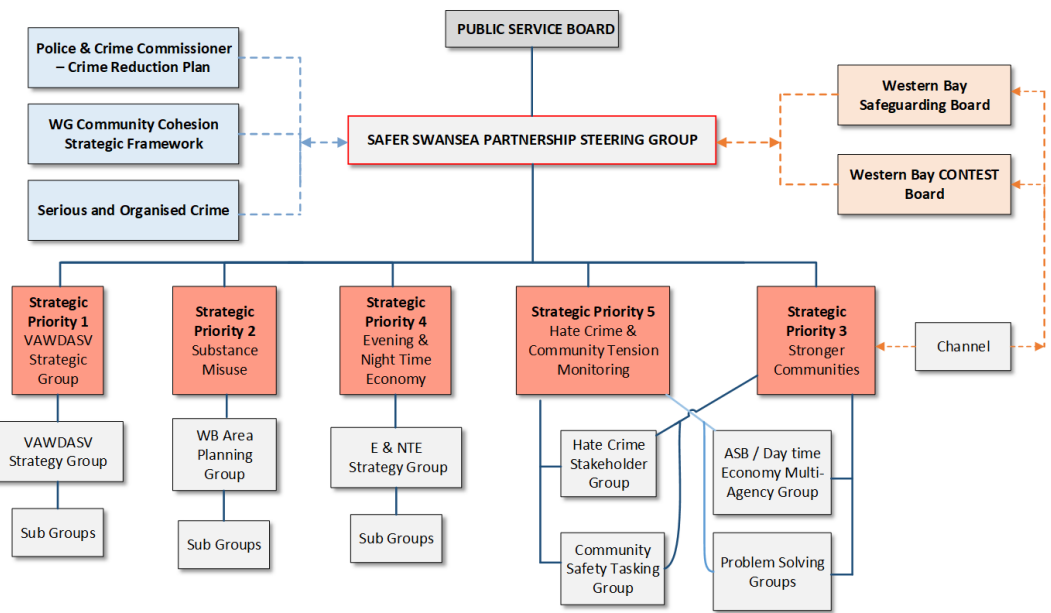 PUBLIC SERVICE BOARD
Police & Crime Commissioner
– Crime Reduction Plan
WG Community Cohesion
Strategic Framework
Serious and Organised Crime
SAFER SWANSEA PARTNERSHIP STEERING GROUP
Western Bay
Safeguarding Board
Western Bay CONTEST
Board
Strategic
Priority 1
VAWDASV
Strategic
Group
Strategic
Priority 2
Substance
Misuse
Strategic
Priority 4
Evening &
Night Time
Economy
Strategic Priority 5
Hate Crime &
Community Tension
Monitoring
Strategic
Priority 3
Stronger
Communities
Channel
VAWDASV
Strategy Group
Sub Groups
WB Area
Planning
Group
Sub Groups
E & NTE
Strategy Group
Sub Groups
Hate Crime
Stakeholder
Group
Community
Safety Tasking
Group
ASB / Day time
Economy Multi-
Agency Group
Problem Solving
Groups